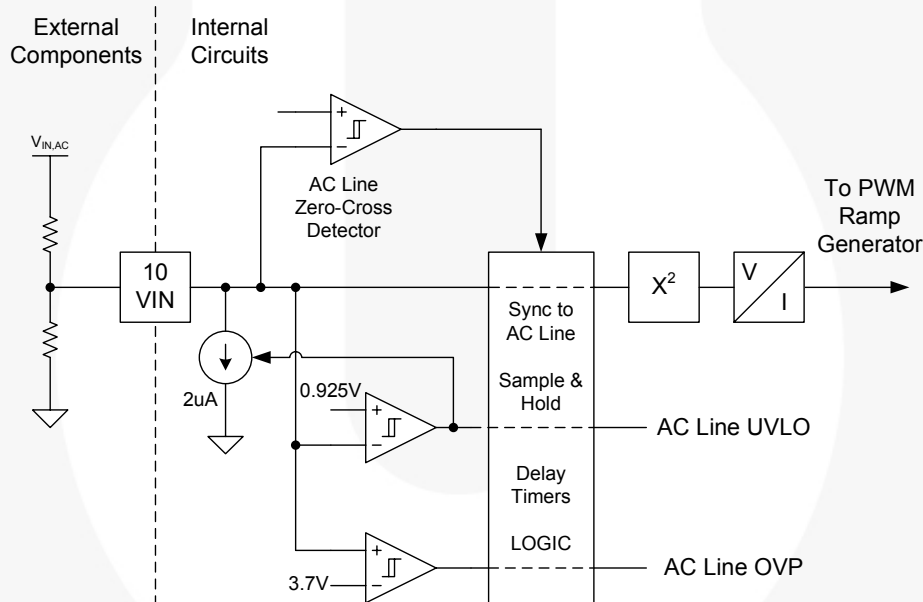 External
Components
Internal
Circuits
V_IN,AC
+
−
AC Line
Zero-Cross
Detector
To PWM
Ramp
Generator
10
VIN
Sync to
AC Line
X²
V
I
2uA
0.925V
+
−
Sample &
Hold
AC Line UVLO
Delay
Timers
LOGIC
+
3.7V
−
AC Line OVP